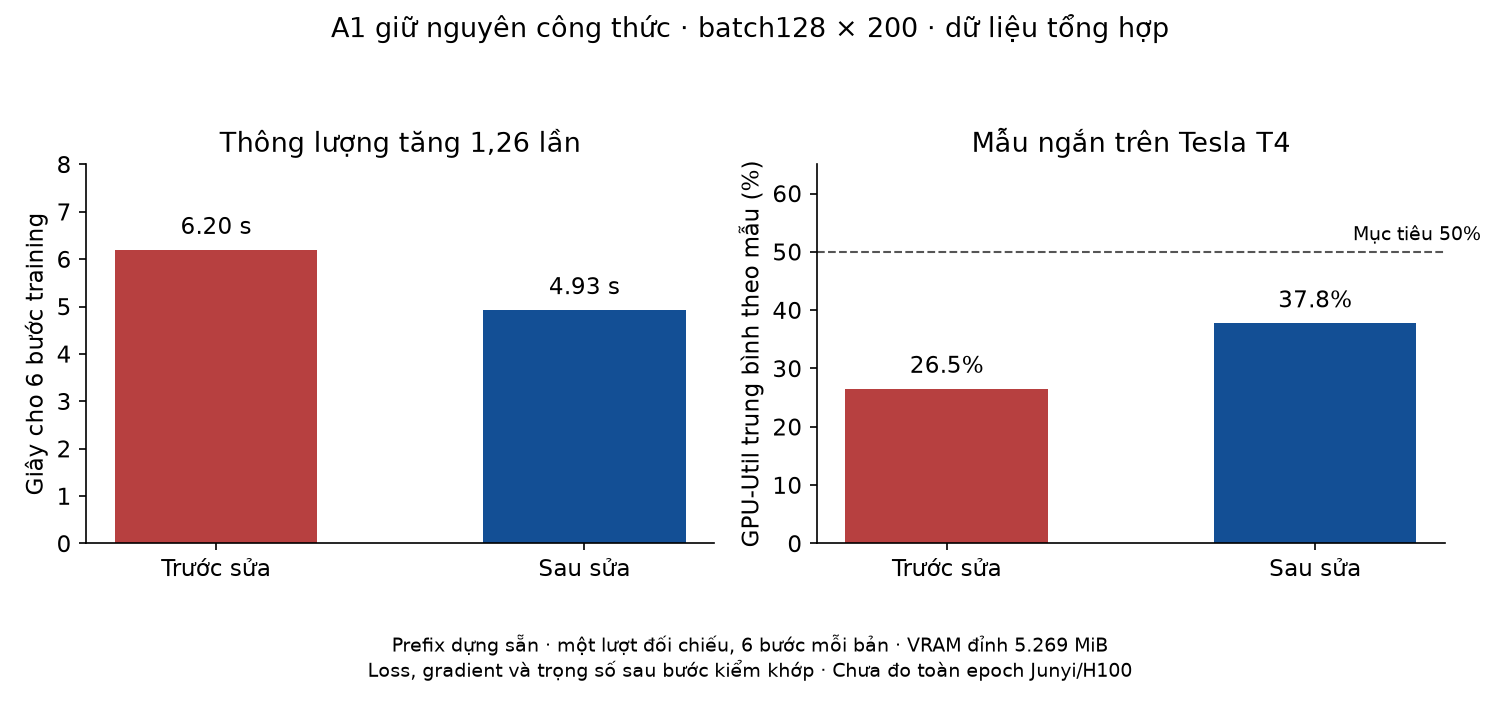 A1 giữ nguyên công thức · batch128 × 200 · dữ liệu tổng hợp
Thông lượng tăng 1,26 lần
Giây cho 6 bước training
8
7
6
5
4
3
2
1
0
6.20 s
4.93 s
Trước sửa
Sau sửa
Mẫu ngắn trên Tesla T4
GPU-Util trung bình theo mẫu (%)
60
50
40
30
20
10
0
Mục tiêu 50%
26.5%
37.8%
Trước sửa
Sau sửa
Prefix dựng sẵn · một lượt đối chiếu, 6 bước mỗi bản · VRAM đỉnh 5.269 MiB
Loss, gradient và trọng số sau bước kiểm khớp · Chưa đo toàn epoch Junyi/H100